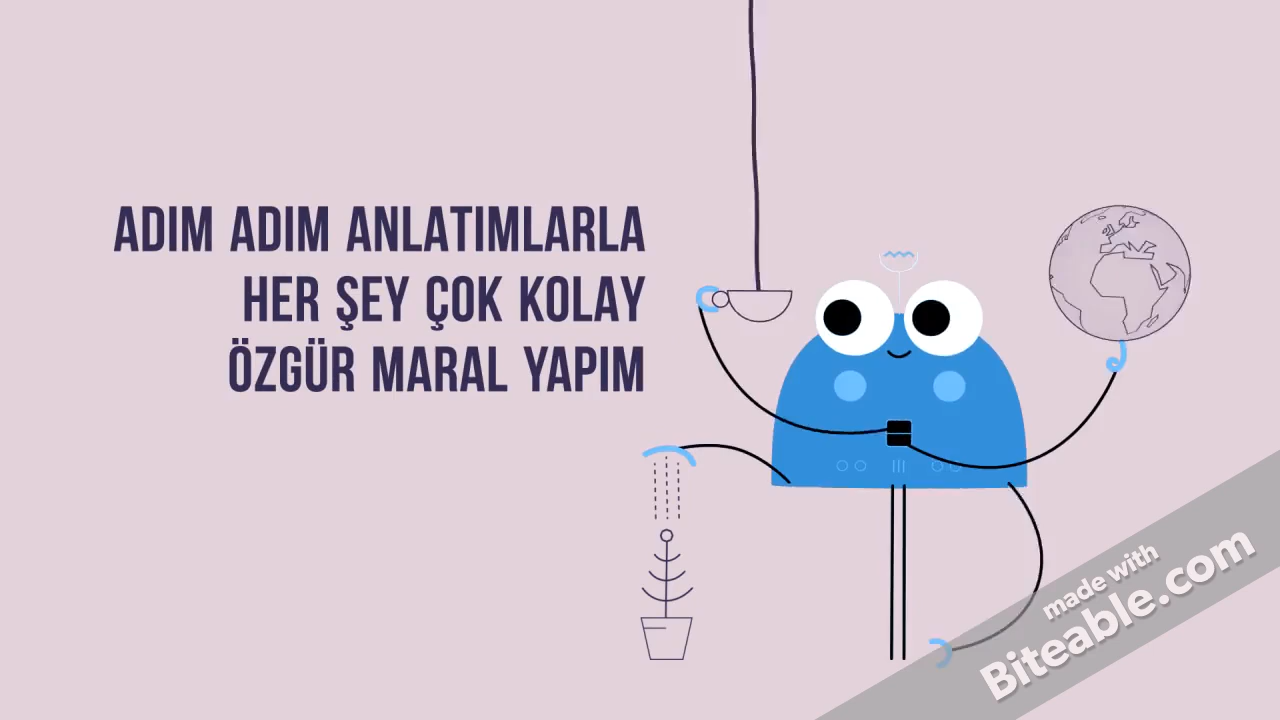 ADIM ADIM ANLATIMLARLA
HER ŞEY ÇOK KOLAY
ÖZGÜR MARAL YAPIM
made with
Biteable.com